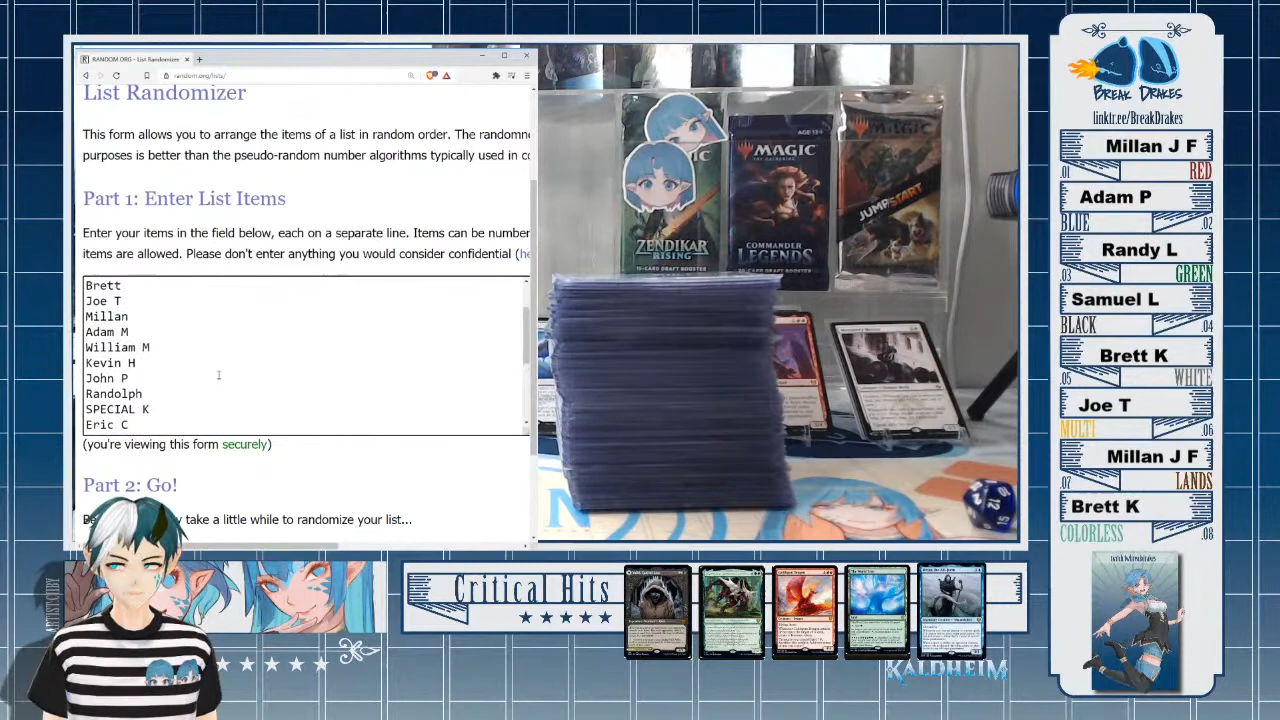 RANDOM.ORG - List Randomizer
random.org/lists/
List Randomizer
This form allows you to arrange the items of a list in random order. The randomne
purposes is better than the pseudo-random number algorithms typically used in co
Part 1: Enter List Items
Enter your items in the field below, each on a separate line. Items can be number
items are allowed. Please don't enter anything you would consider confidential (he
Brett
Joe T
Millan
Adam M
William M
Kevin H
John P
Randolph
SPECIAL K
Eric C
(you're viewing this form securely)
Part 2: Go!
take a little while to randomize your list...
ZENDIKAR
RISING
AGE 13+
MAGIC
THE GATHERING
COMMANDER
LEGENDS
MAGIC
JUMPSTART
12
BREAK DRAKES
linktr.ee/BreakDrakes
Millan J F
.01
RED
Adam P
BLUE
.02
Randy L
.03
GREEN
Samuel L
BLACK
.04
Brett K
.05
WHITE
Joe T
MULTI
.06
Millan J F
.07
LANDS
Brett K
COLORLESS
.08
Critical Hits
KALDHEIM